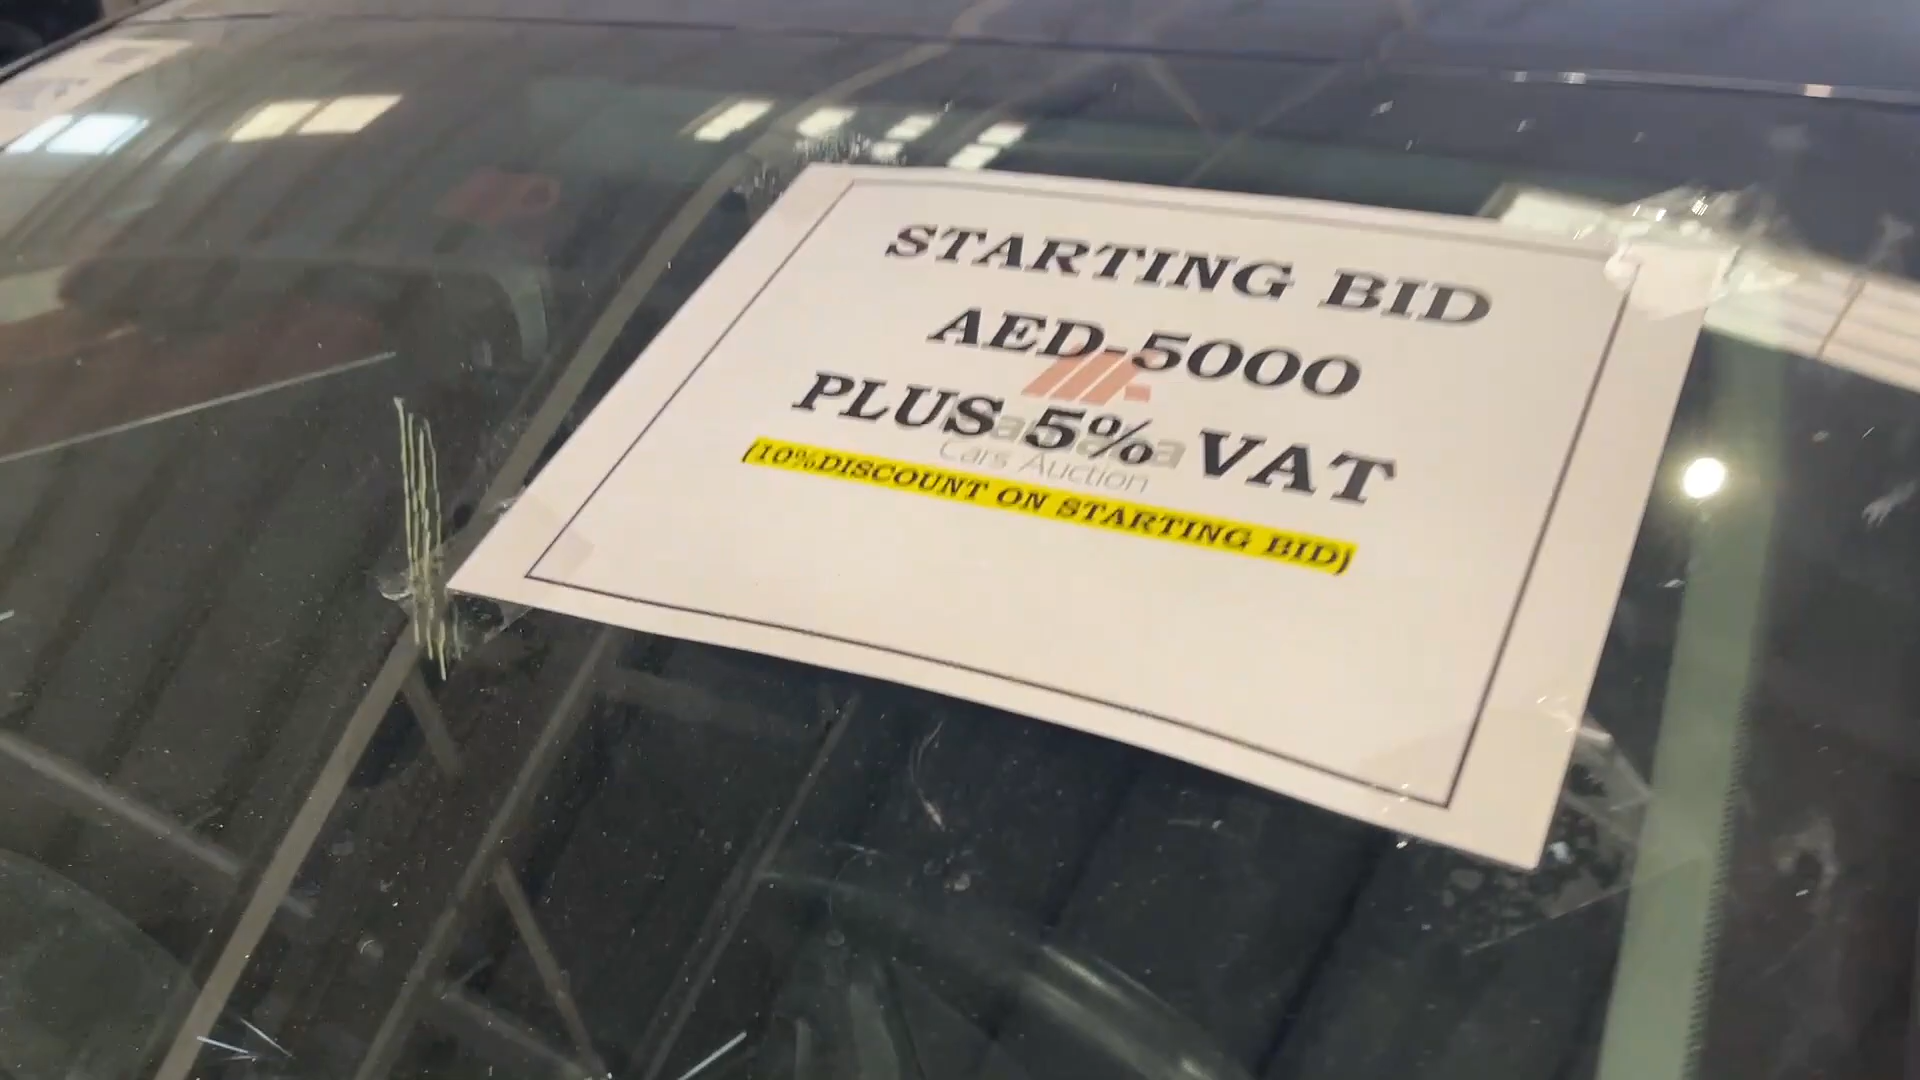 STARTING BID
AED 5000
PLUS 5% VAT
Cars Auction
(10%DISCOUNT ON STARTING BID)